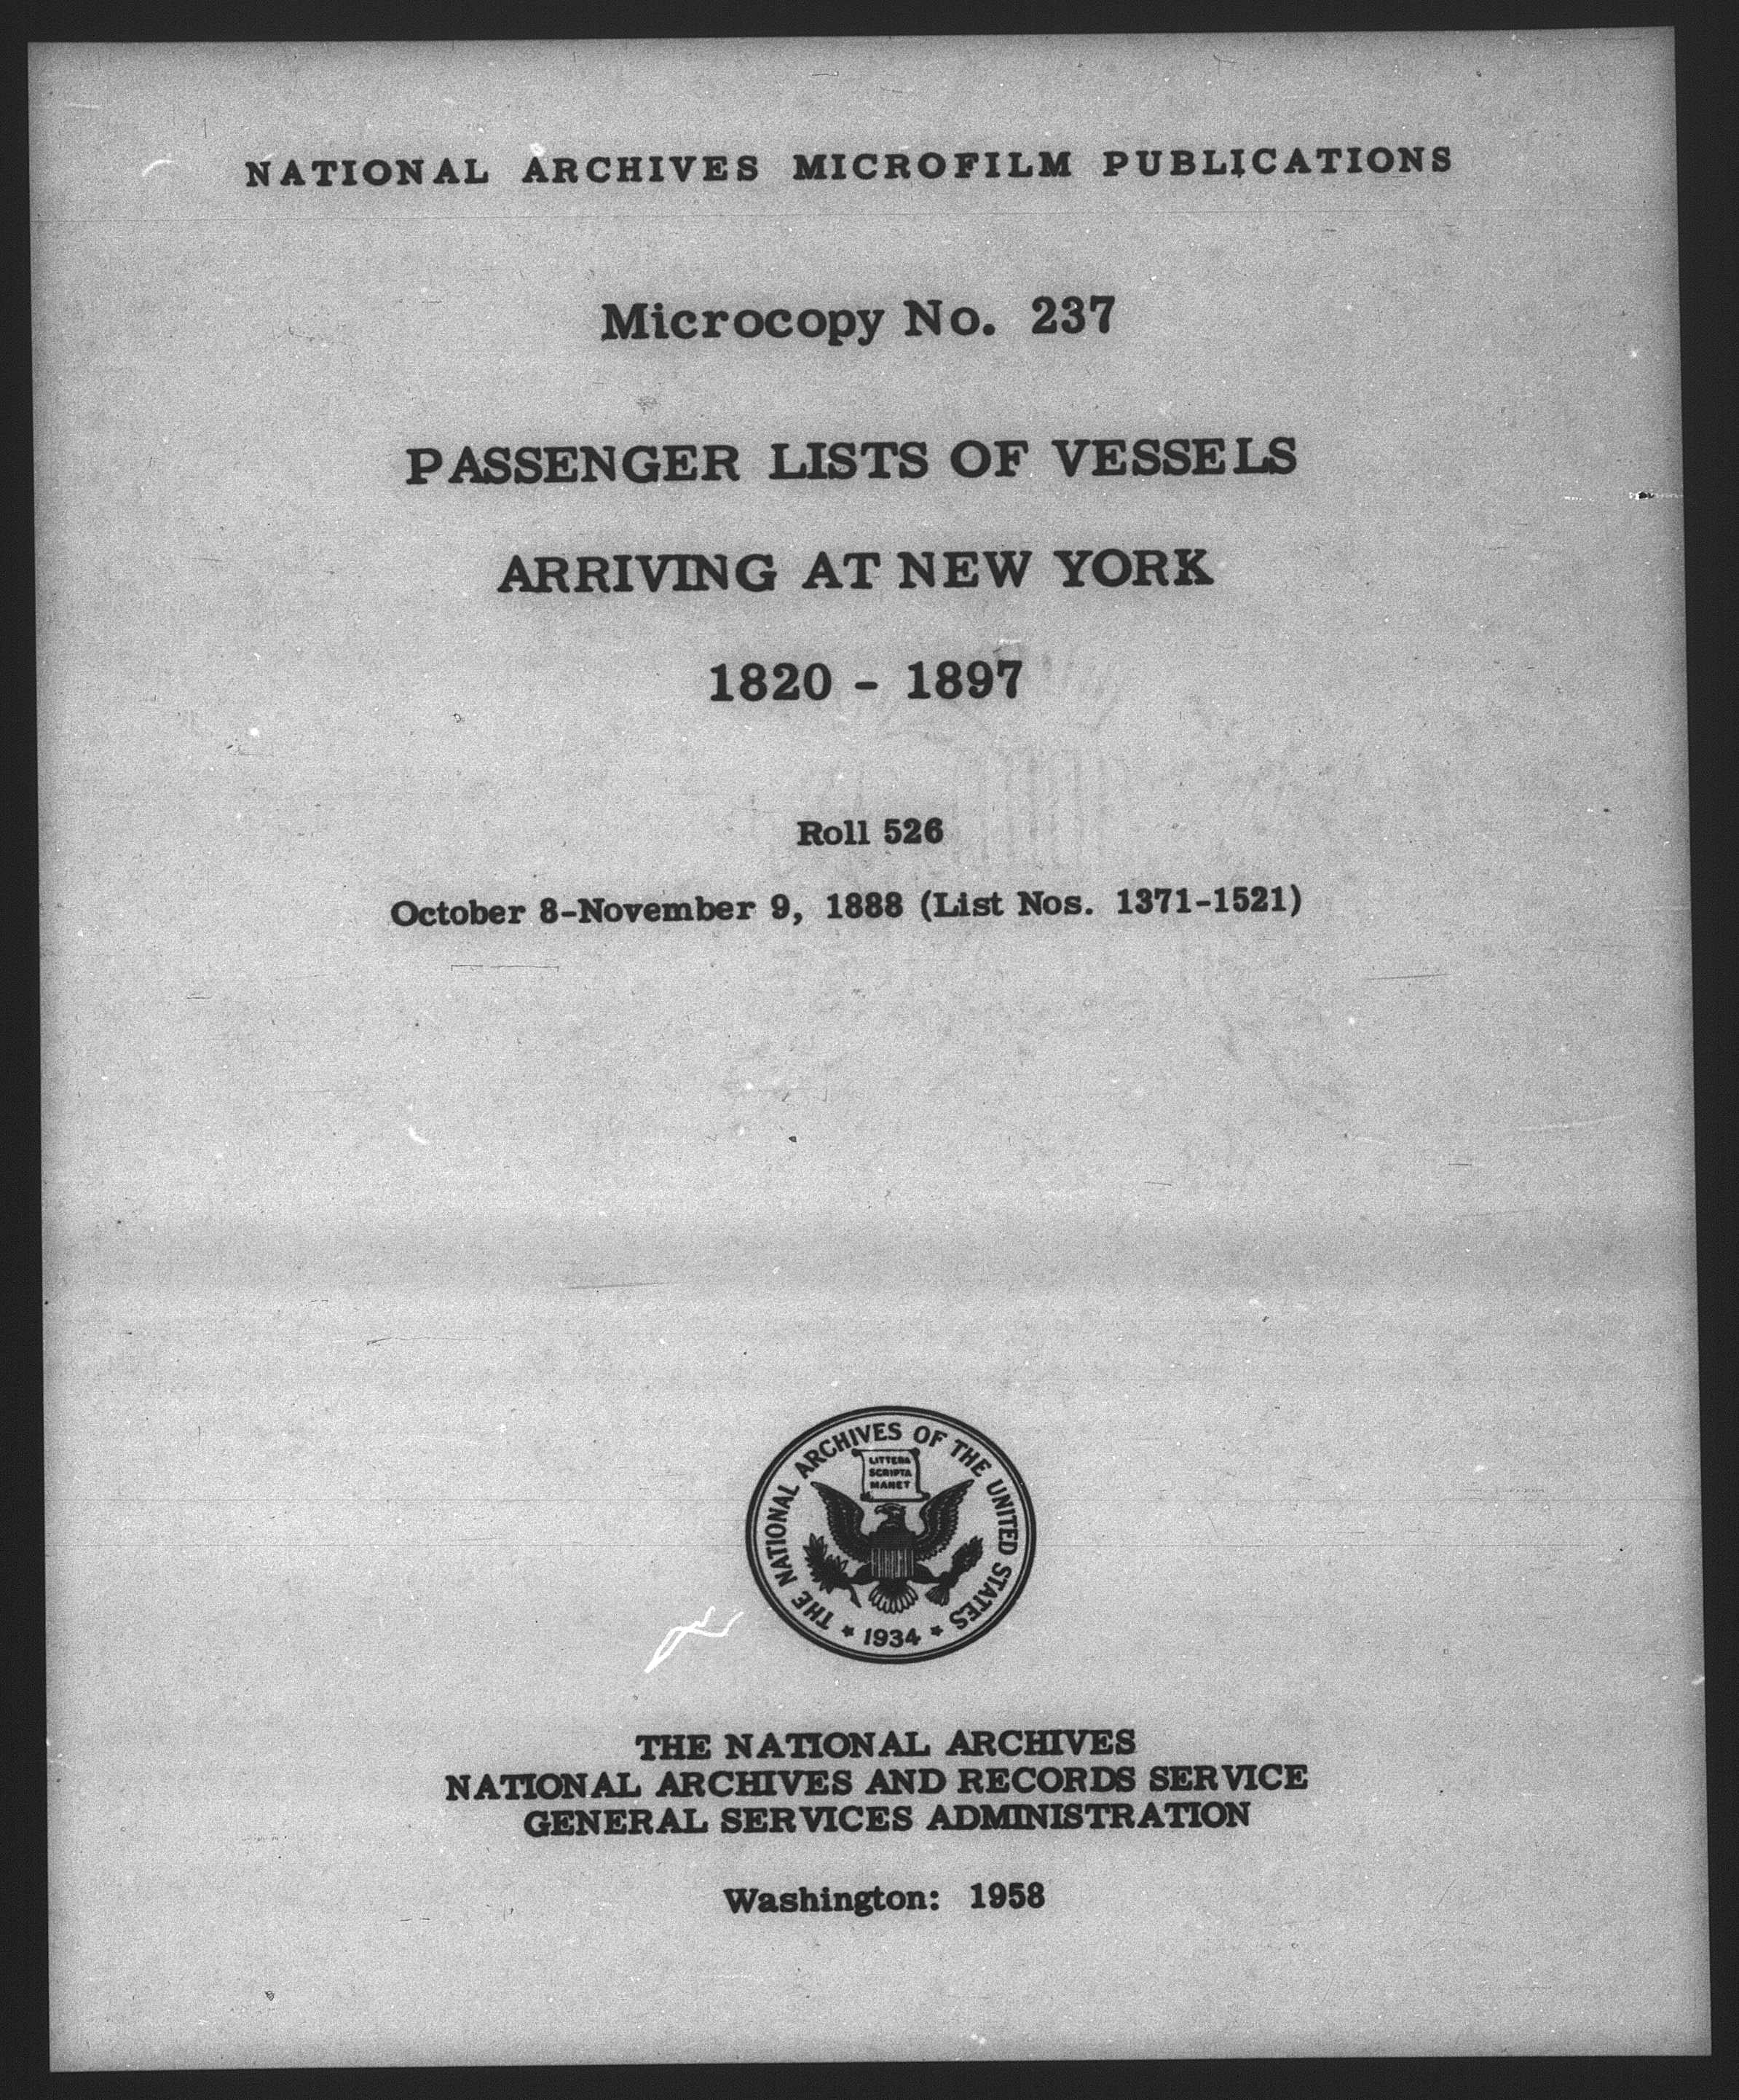 NATIONAL ARCHIVES MICROFILM PUBLICATIONS
Microcopy No. 237
PASSENGER LISTS OF VESSELS
ARRIVING AT NEW YORK
1820 - 1897
Roll 526
October 8-November 9, 1888 (List Nos. 1371-1521)
THE NATIONAL ARCHIVES OF THE UNITED STATES
LITTERA
SCRIPTA
MANET
★ 1934 ★
THE NATIONAL ARCHIVES
NATIONAL ARCHIVES AND RECORDS SERVICE
GENERAL SERVICES ADMINISTRATION
Washington: 1958